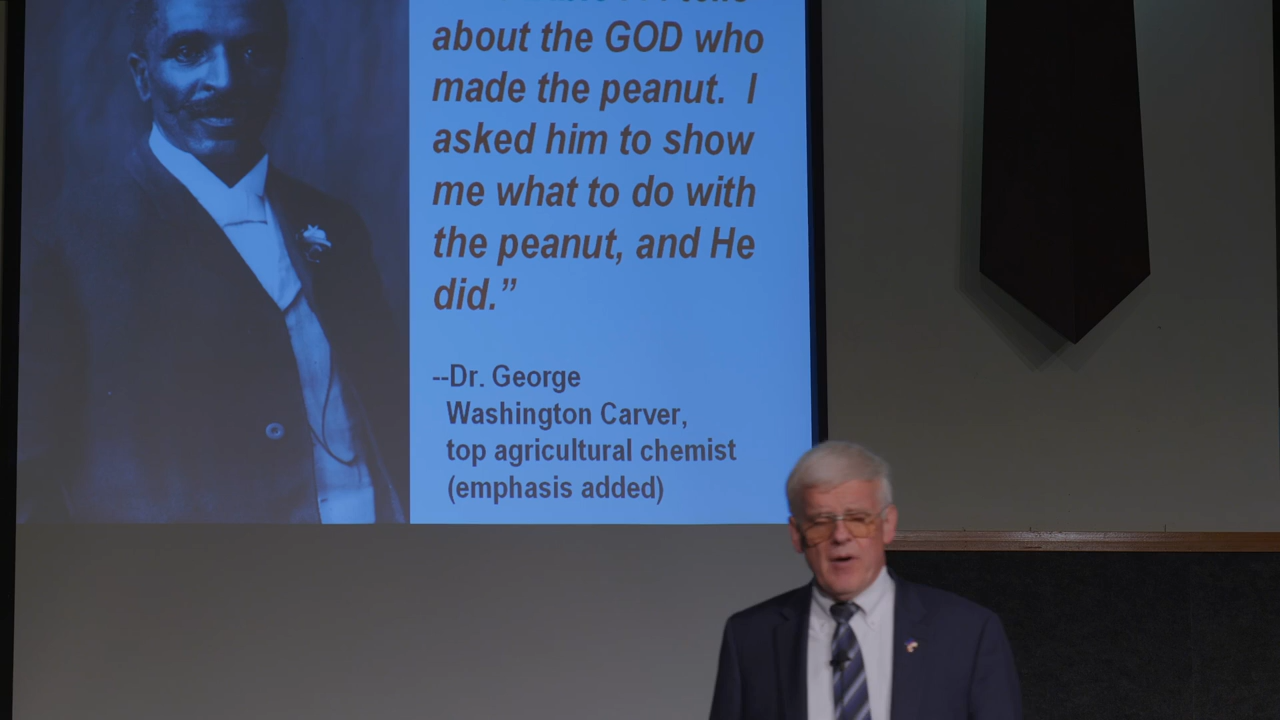 about the GOD who
made the peanut.  I
asked him to show
me what to do with
the peanut, and He
did.”
--Dr. George
Washington Carver,
top agricultural chemist
(emphasis added)